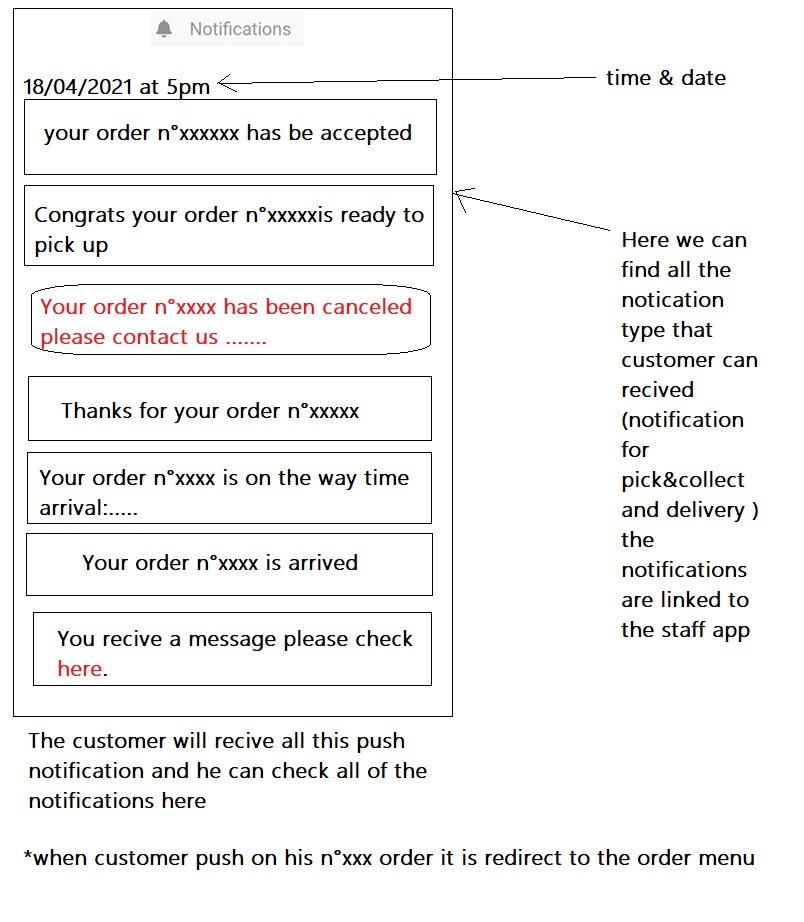 Notifications
18/04/2021 at 5pm
time & date
your order n°xxxxxx has be accepted
Congrats your order n°xxxxxis ready to
pick up
Your order n°xxxx has been canceled
please contact us .......
Thanks for your order n°xxxxx
Your order n°xxxx is on the way time
arrival:.....
Your order n°xxxx is arrived
You recive a message please check
here.
Here we can
find all the
notication
type that
customer can
recived
(notification
for
pick&collect
and delivery )
the
notifications
are linked to
the staff app
The customer will recive all this push
notification and he can check all of the
notifications here
*when customer push on his n°xxx order it is redirect to the order menu